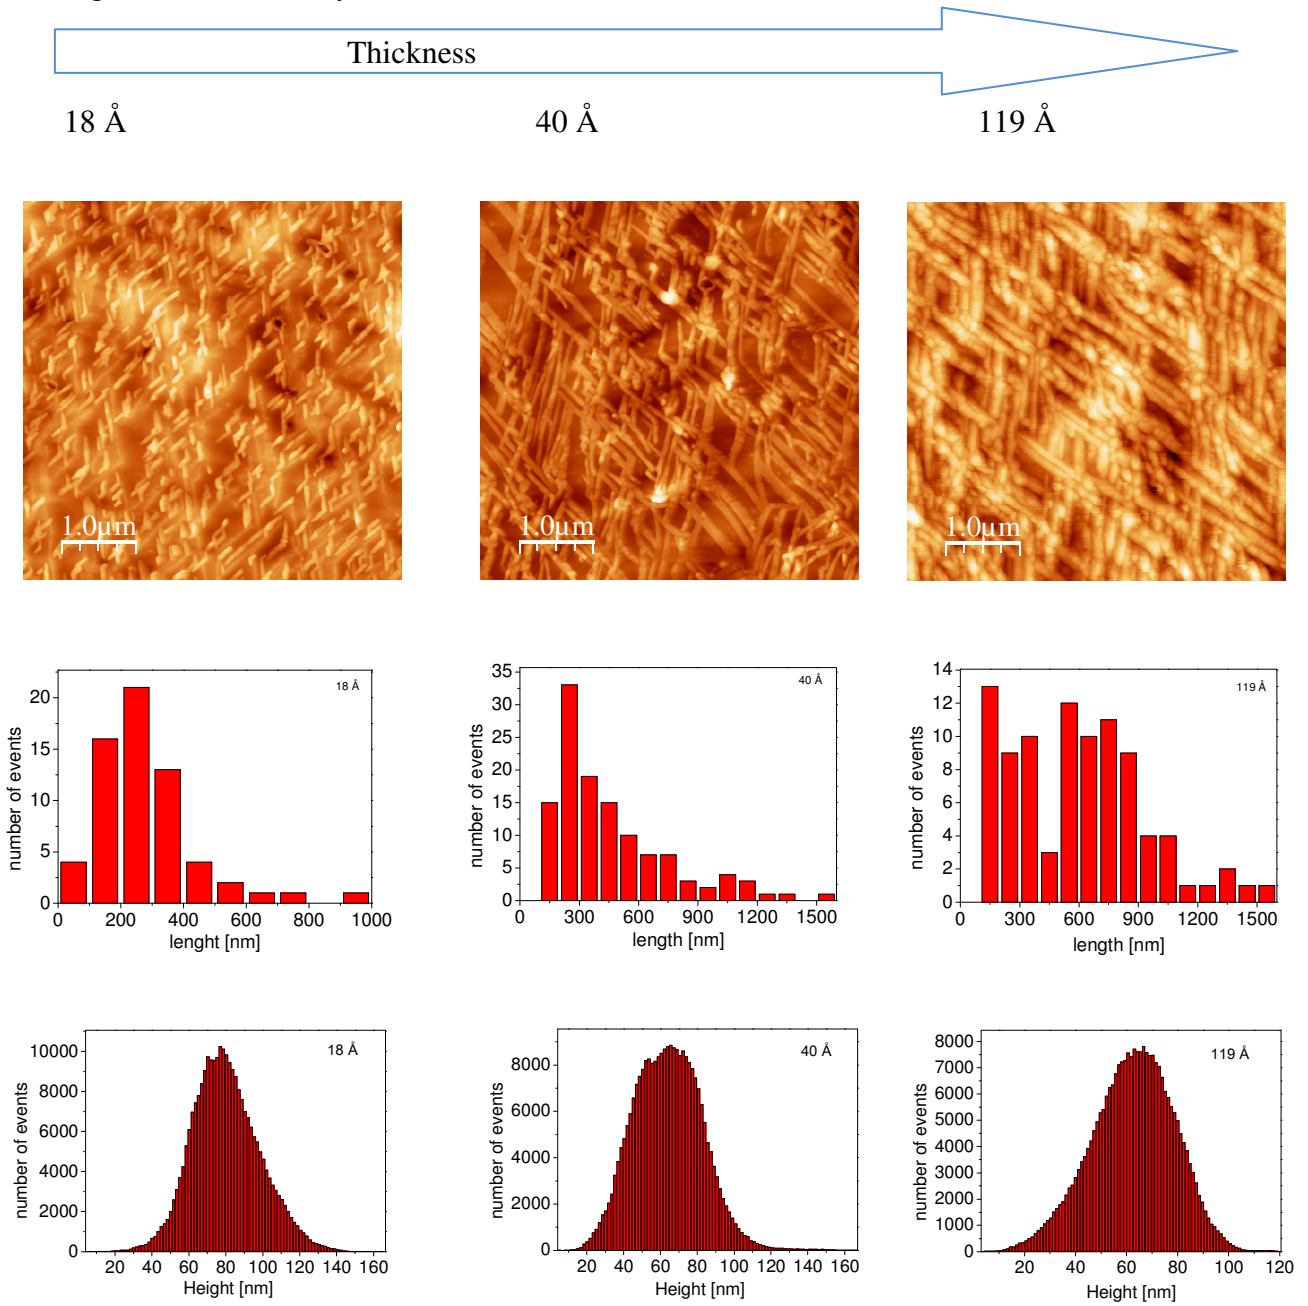 Thickness
18 Å 40 Å 119 Å
1.0µm 1.0µm 1.0µm
18 Å
20
15
10
5
0
0 200 400 600 800 1000
number of events
lenght [nm]
40 Å
35
30
25
20
15
10
5
0
0 300 600 900 1200 1500
number of events
length [nm]
119 Å
14
12
10
8
6
4
2
0
0 300 600 900 1200 1500
number of events
length [nm]
18 Å
10000
8000
6000
4000
2000
0
20 40 60 80 100 120 140 160
number of events
Height [nm]
40 Å
8000
6000
4000
2000
0
20 40 60 80 100 120 140 160
number of events
Height [nm]
119 Å
8000
7000
6000
5000
4000
3000
2000
1000
0
20 40 60 80 100 120
number of events
Height [nm]